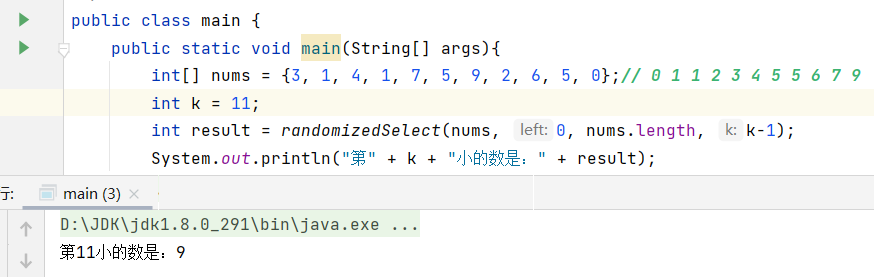 public class main {
public static void main(String[] args){
int[] nums = {3, 1, 4, 1, 7, 5, 9, 2, 6, 5, 0};// 0 1 1 2 3 4 5 5 6 7 9
int k = 11;
int result = randomizedSelect(nums, left: 0, nums.length, k: k-1);
System.out.println("第" + k + "小的数是：" + result);
行: main (3) ×
D:\JDK\jdk1.8.0_291\bin\java.exe ...
第11小的数是：9